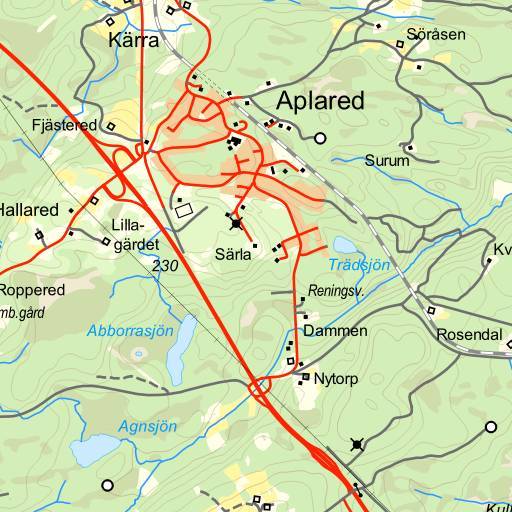 Kärra
Söråsen
Aplared
Fjästered
Surum
Hallared
Lilla-
gärdet
Särla
Kv
230
Trädsjön
Roppered
Reningsv.
mb.gård
Abborrasjön
Dammen
Rosendal
Nytorp
Agnsjön
Kull